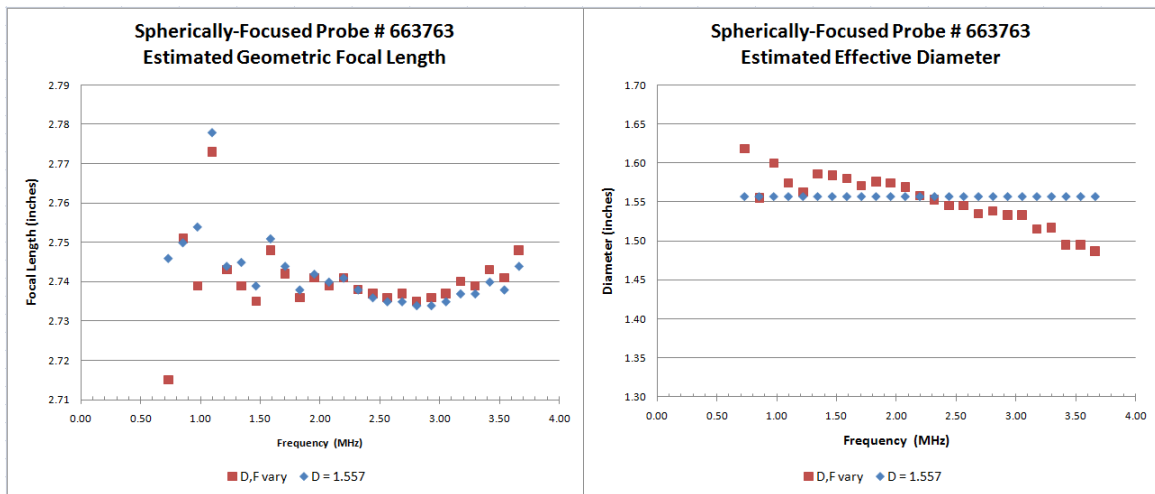 Spherically-Focused Probe # 663763
Estimated Geometric Focal Length
2.79
2.78
2.77
2.76
2.75
2.74
2.73
2.72
2.71
Focal Length (inches)
0.00 0.50 1.00 1.50 2.00 2.50 3.00 3.50 4.00
Frequency (MHz)
D,F vary D = 1.557
Spherically-Focused Probe # 663763
Estimated Effective Diameter
1.70
1.65
1.60
1.55
1.50
1.45
1.40
1.35
1.30
Diameter (inches)
0.00 0.50 1.00 1.50 2.00 2.50 3.00 3.50 4.00
Frequency (MHz)
D,F vary D = 1.557